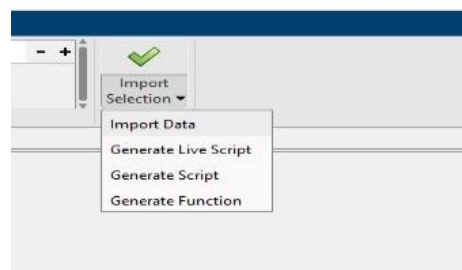 - +
Import
Selection
Import Data
Generate Live Script
Generate Script
Generate Function